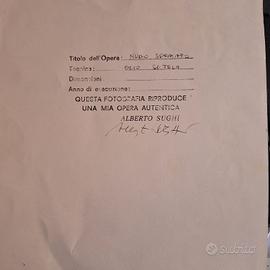 Titolo dell'Opera: NUDO SDRAIATO
Tecnica: OLIO SU TELA
Dimensioni
Anno di esecuzione:
QUESTA FOTOGRAFIA RIPRODUCE
UNA MIA OPERA AUTENTICA
ALBERTO SUGHI
subito.it